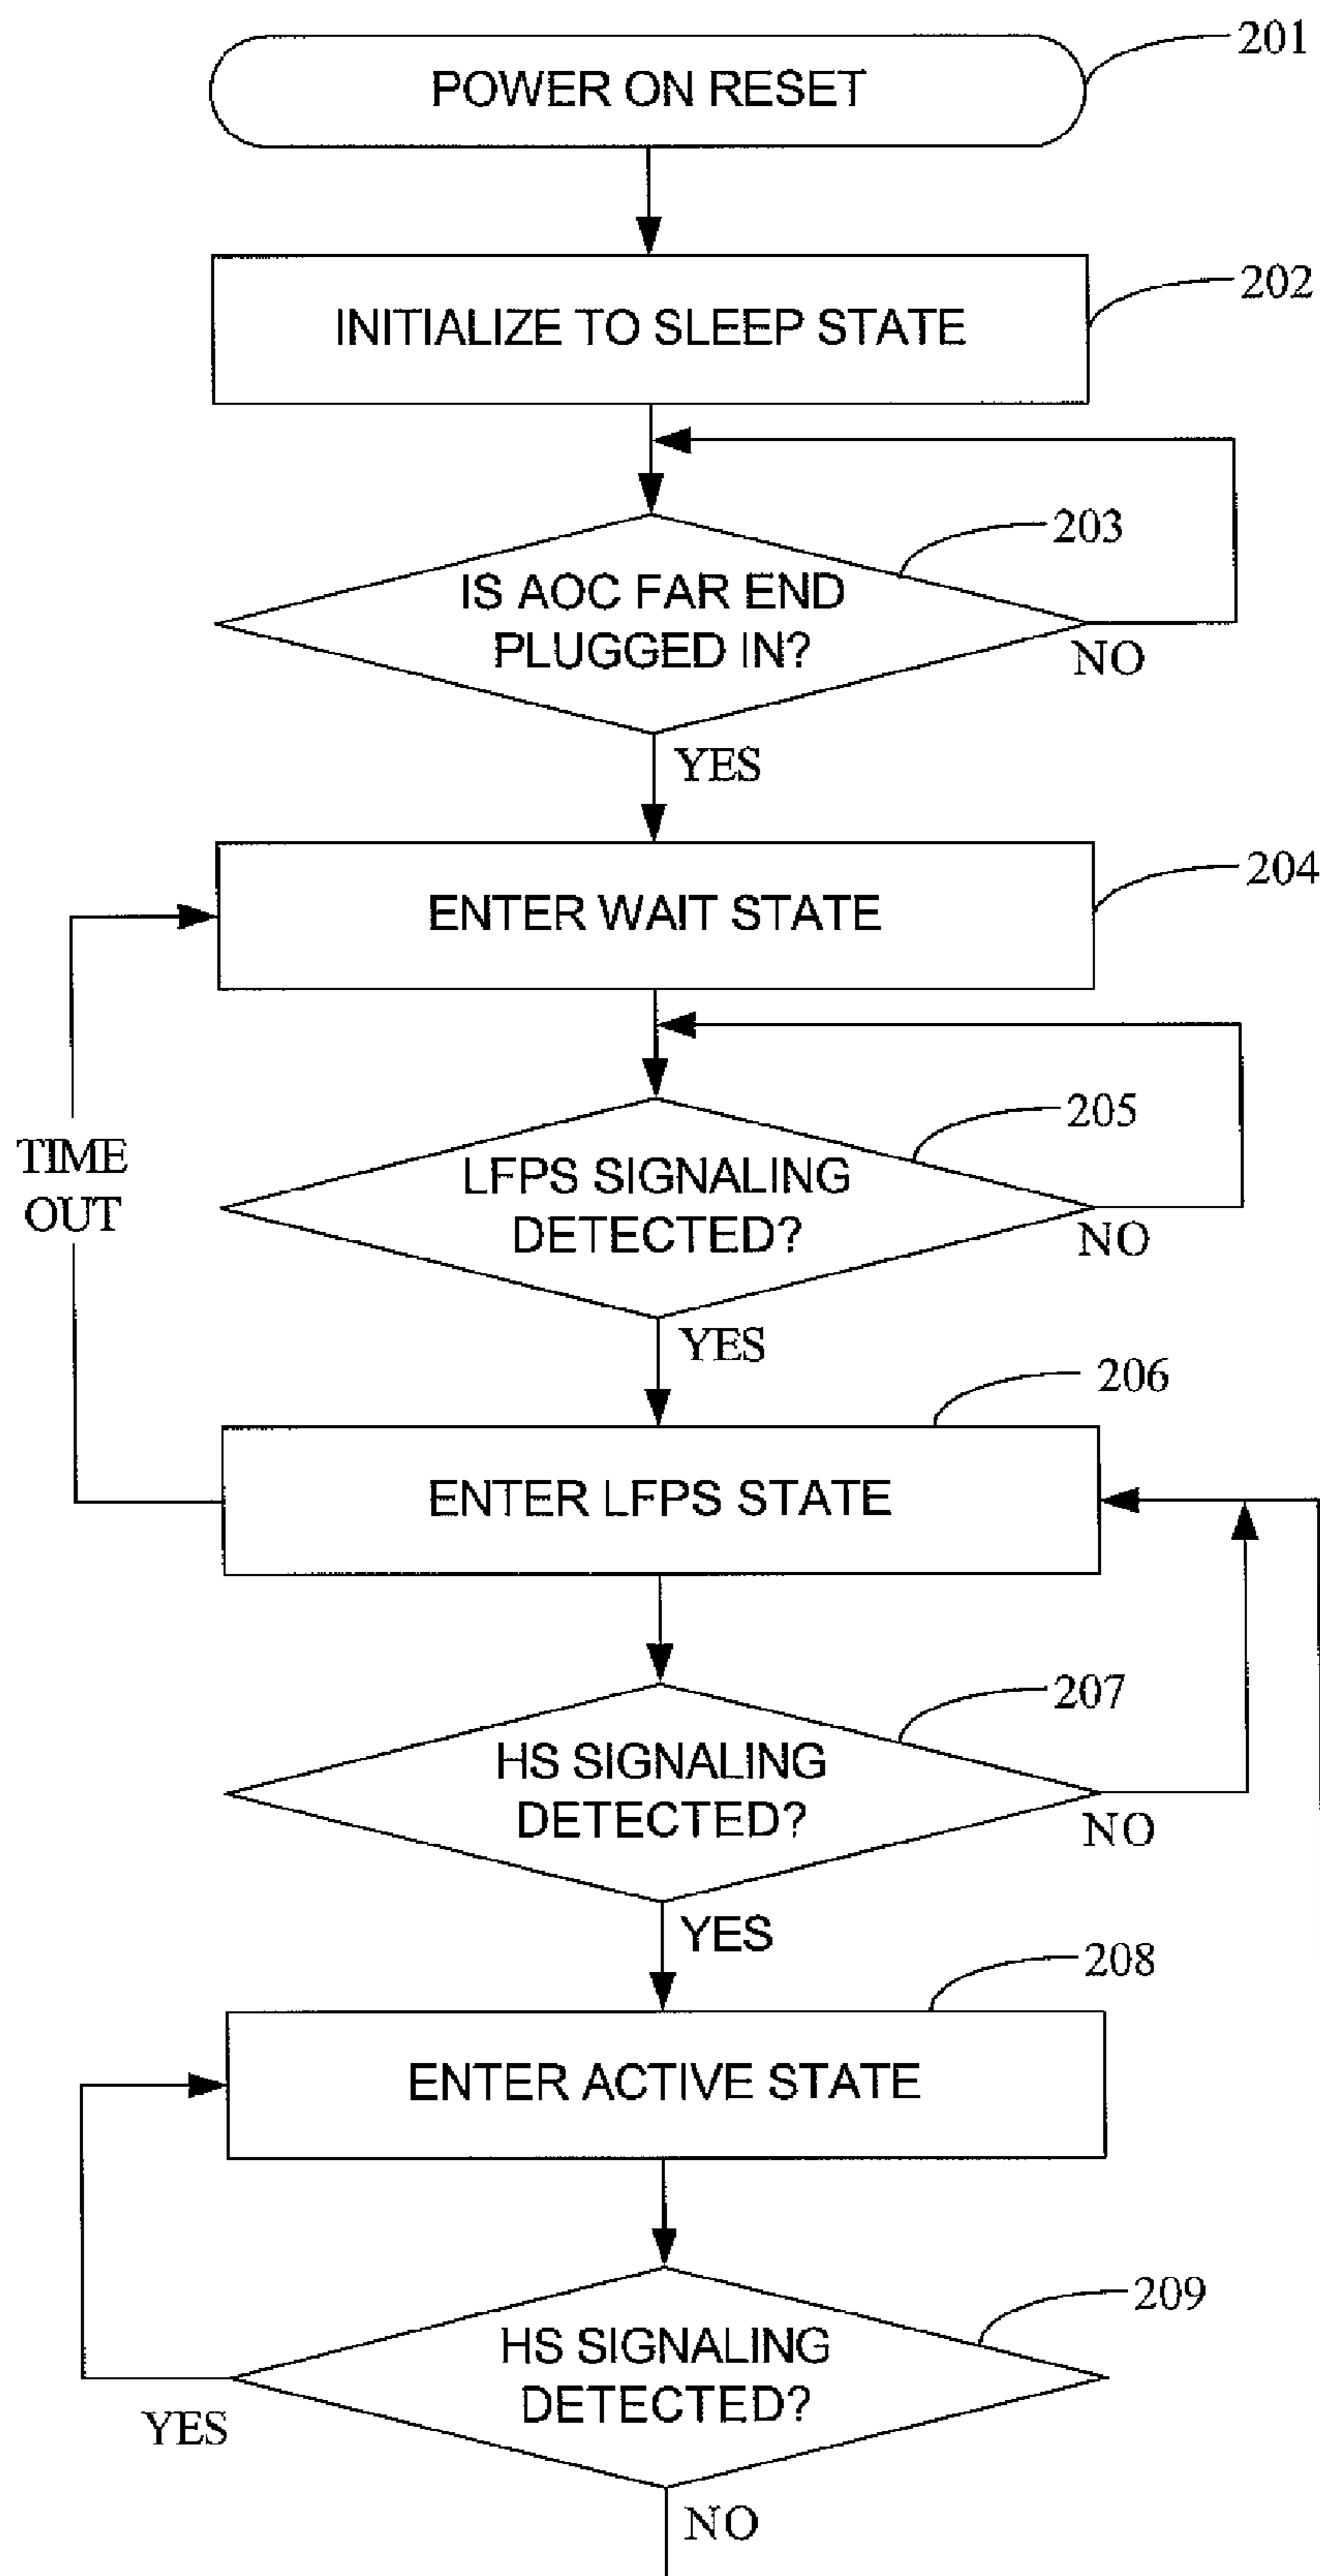 POWER ON RESET
201
INITIALIZE TO SLEEP STATE
202
203
IS AOC FAR END
PLUGGED IN?
NO
YES
ENTER WAIT STATE
204
205
LFPS SIGNALING
DETECTED?
NO
TIME
OUT
YES
206
ENTER LFPS STATE
207
HS SIGNALING
DETECTED?
NO
YES
208
ENTER ACTIVE STATE
209
HS SIGNALING
DETECTED?
YES
NO